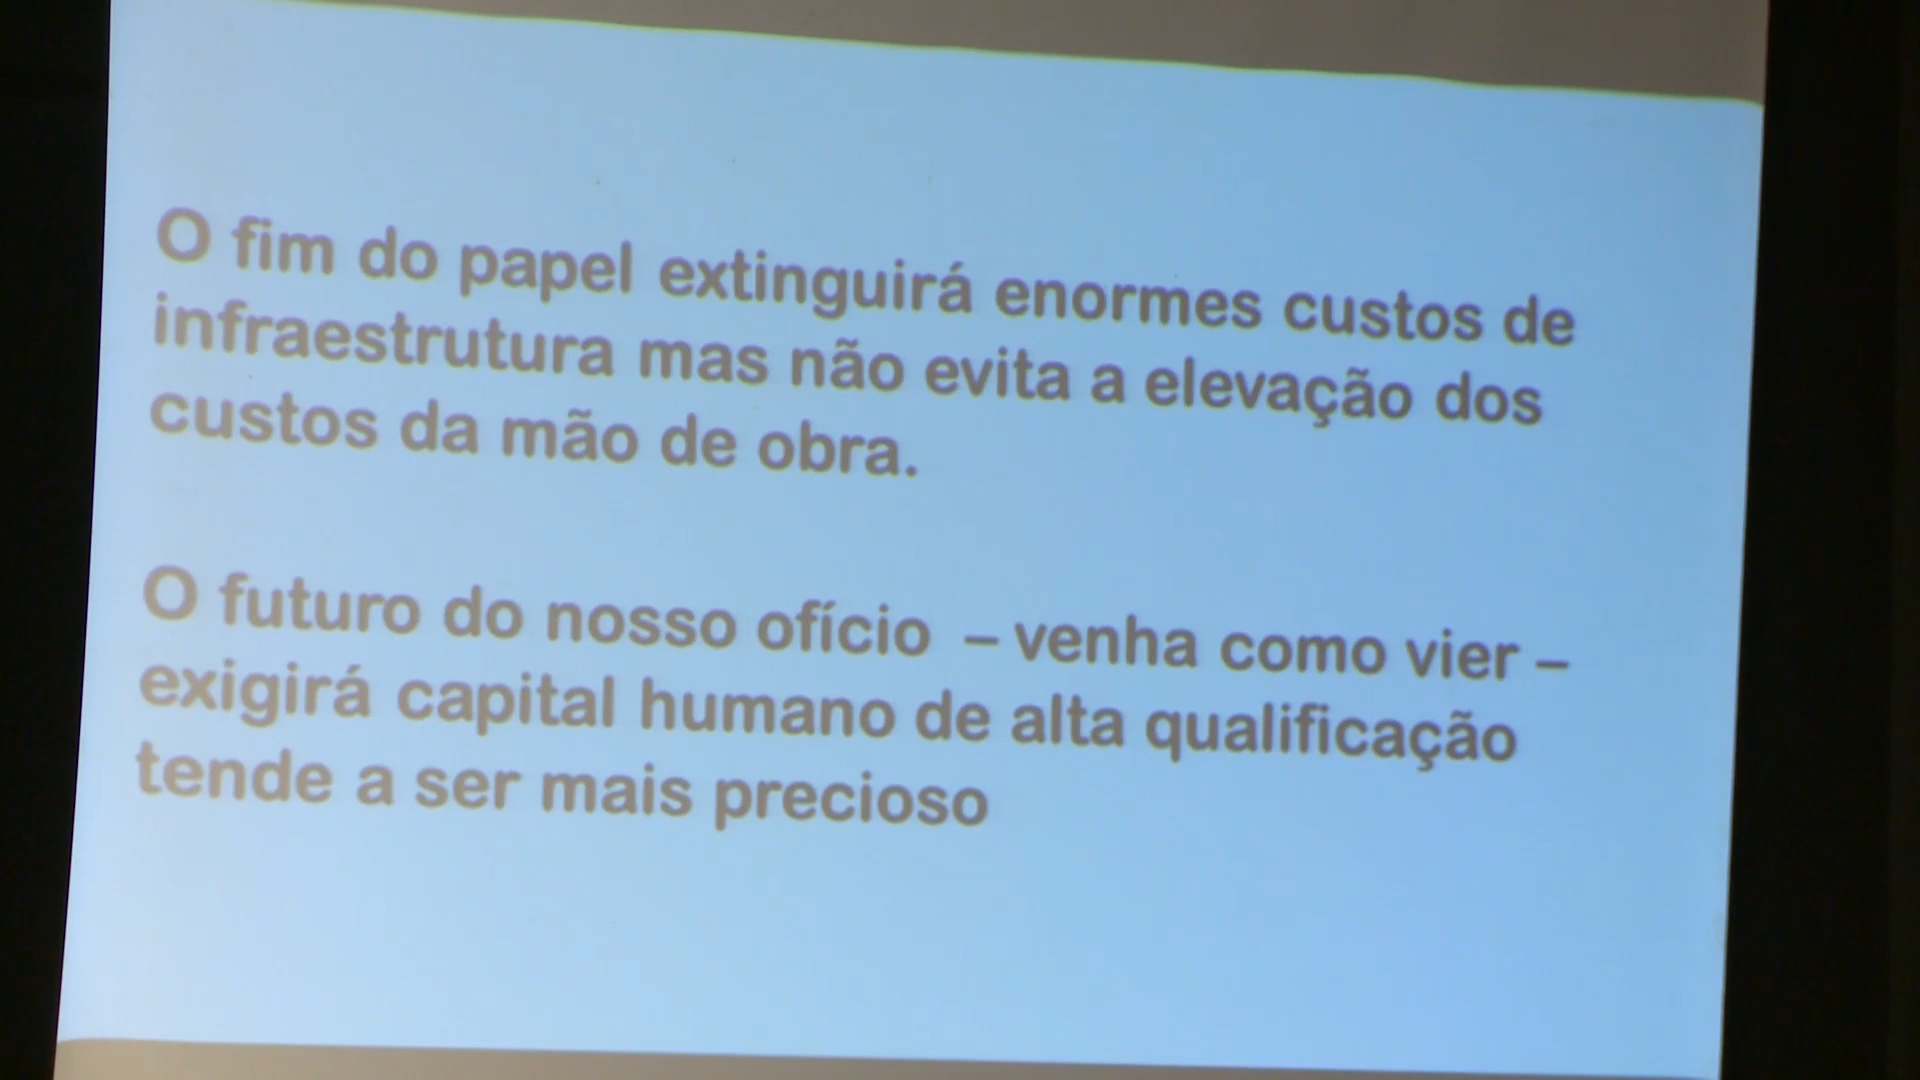 O fim do papel extinguirá enormes custos de
infraestrutura mas não evita a elevação dos
custos da mão de obra.
O futuro do nosso ofício – venha como vier –
exigirá capital humano de alta qualificação
tende a ser mais precioso